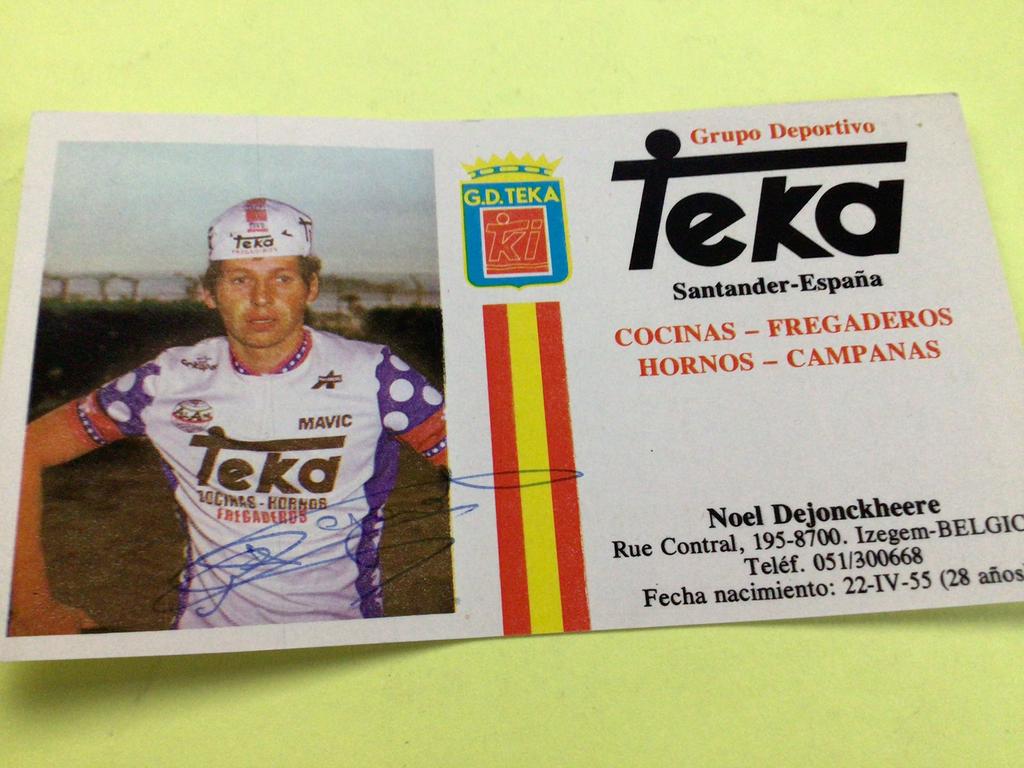 Teka
MAVIC
Teka
COCINAS - HORNOS
FREGADEROS
G.D.TEKA
Ki
Grupo Deportivo
Teka
Santander-España
COCINAS – FREGADEROS
HORNOS – CAMPANAS
Noel Dejonckheere
Rue Contral, 195-8700. Izegem-BELGIC
Teléf. 051/300668
Fecha nacimiento: 22-IV-55 (28 años